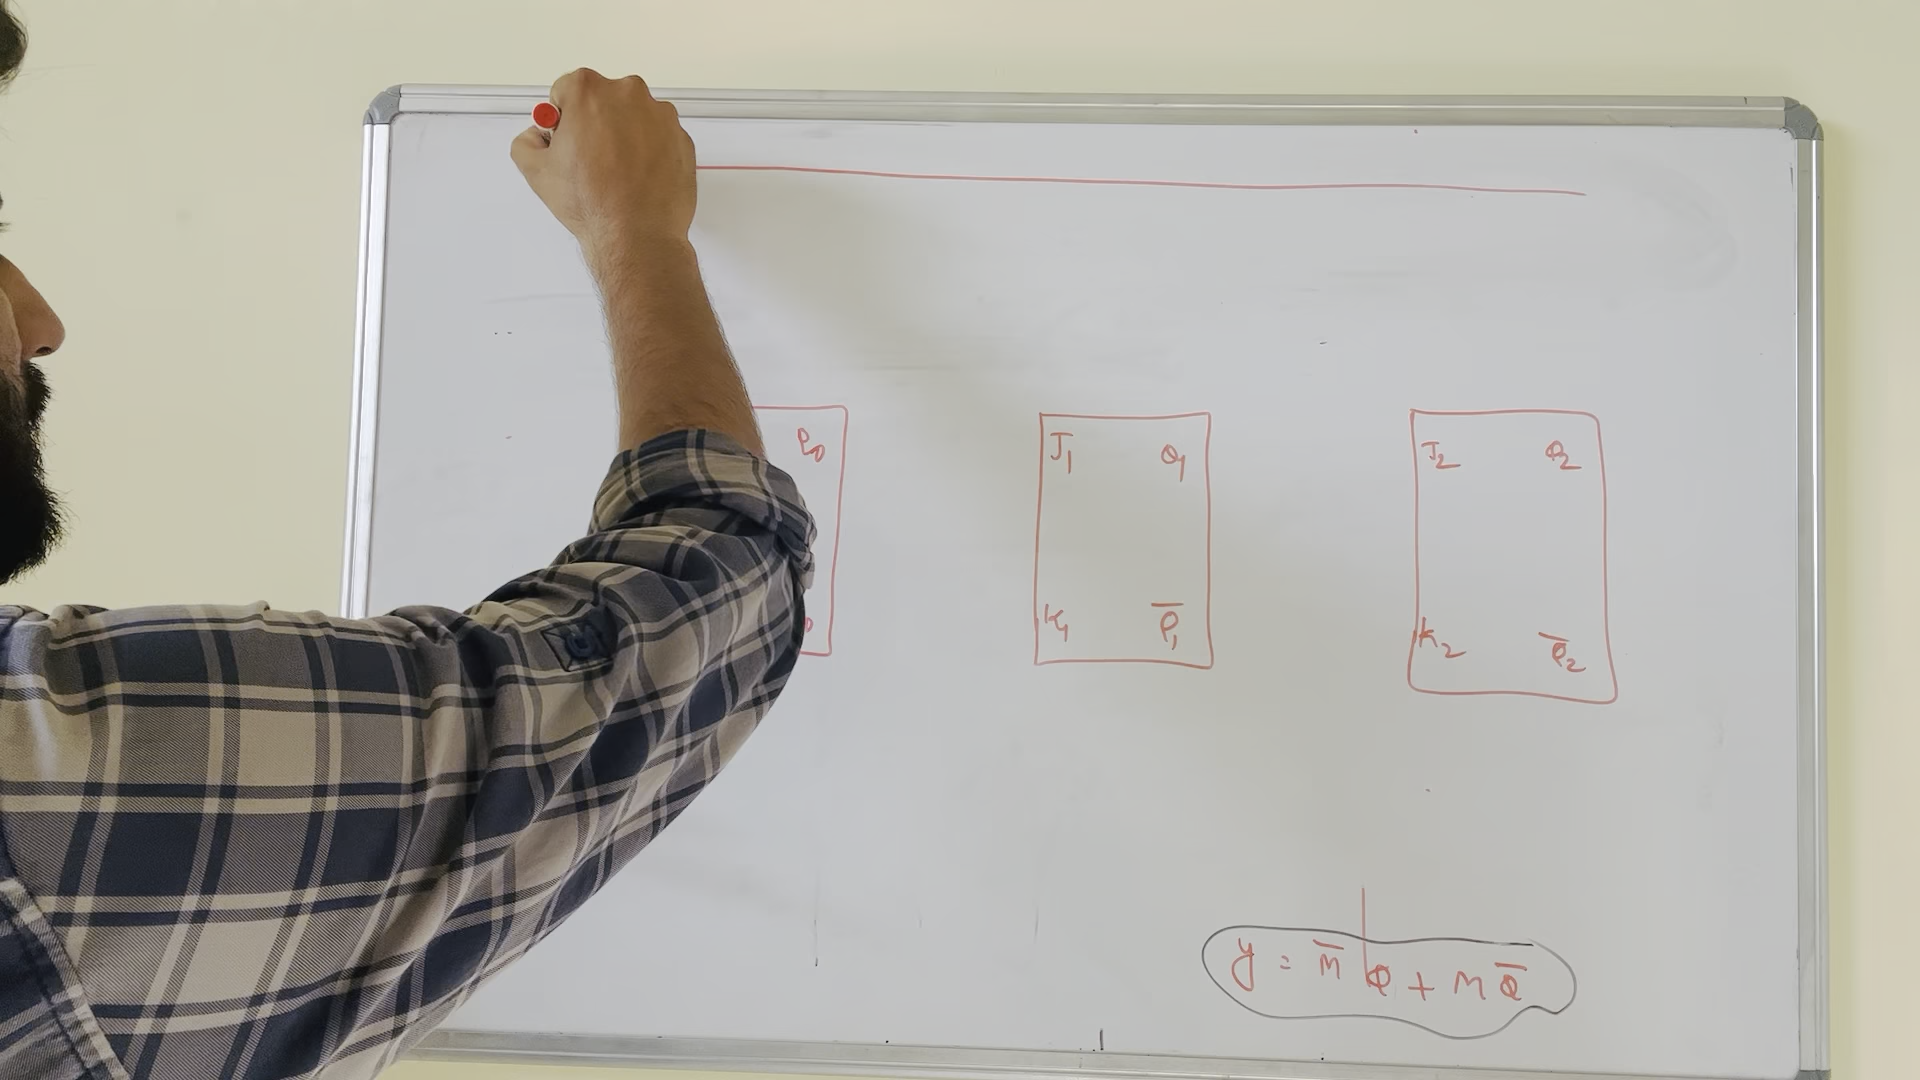 Q0 J1 Q1 J2 Q2
K1 Q̅1 K2 Q̅2
y = M̅ Q + M Q̅